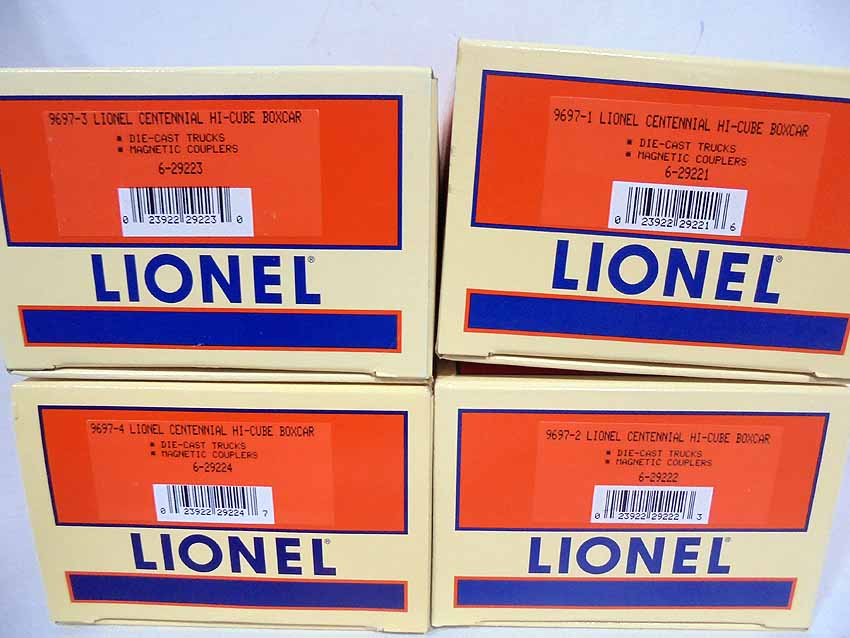 9697-3 LIONEL CENTENNIAL HI-CUBE BOXCAR
▪ DIE-CAST TRUCKS
▪ MAGNETIC COUPLERS
6-29223
0 23922 29223 0
LIONEL®
9697-1 LIONEL CENTENNIAL HI-CUBE BOXCAR
▪ DIE-CAST TRUCKS
▪ MAGNETIC COUPLERS
6-29221
0 23922 29221 6
LIONEL®
9697-4 LIONEL CENTENNIAL HI-CUBE BOXCAR
▪ DIE-CAST TRUCKS
▪ MAGNETIC COUPLERS
6-29224
0 23922 29224 7
LIONEL®
9697-2 LIONEL CENTENNIAL HI-CUBE BOXCAR
▪ DIE-CAST TRUCKS
▪ MAGNETIC COUPLERS
6-29222
0 23922 29222 3
LIONEL®